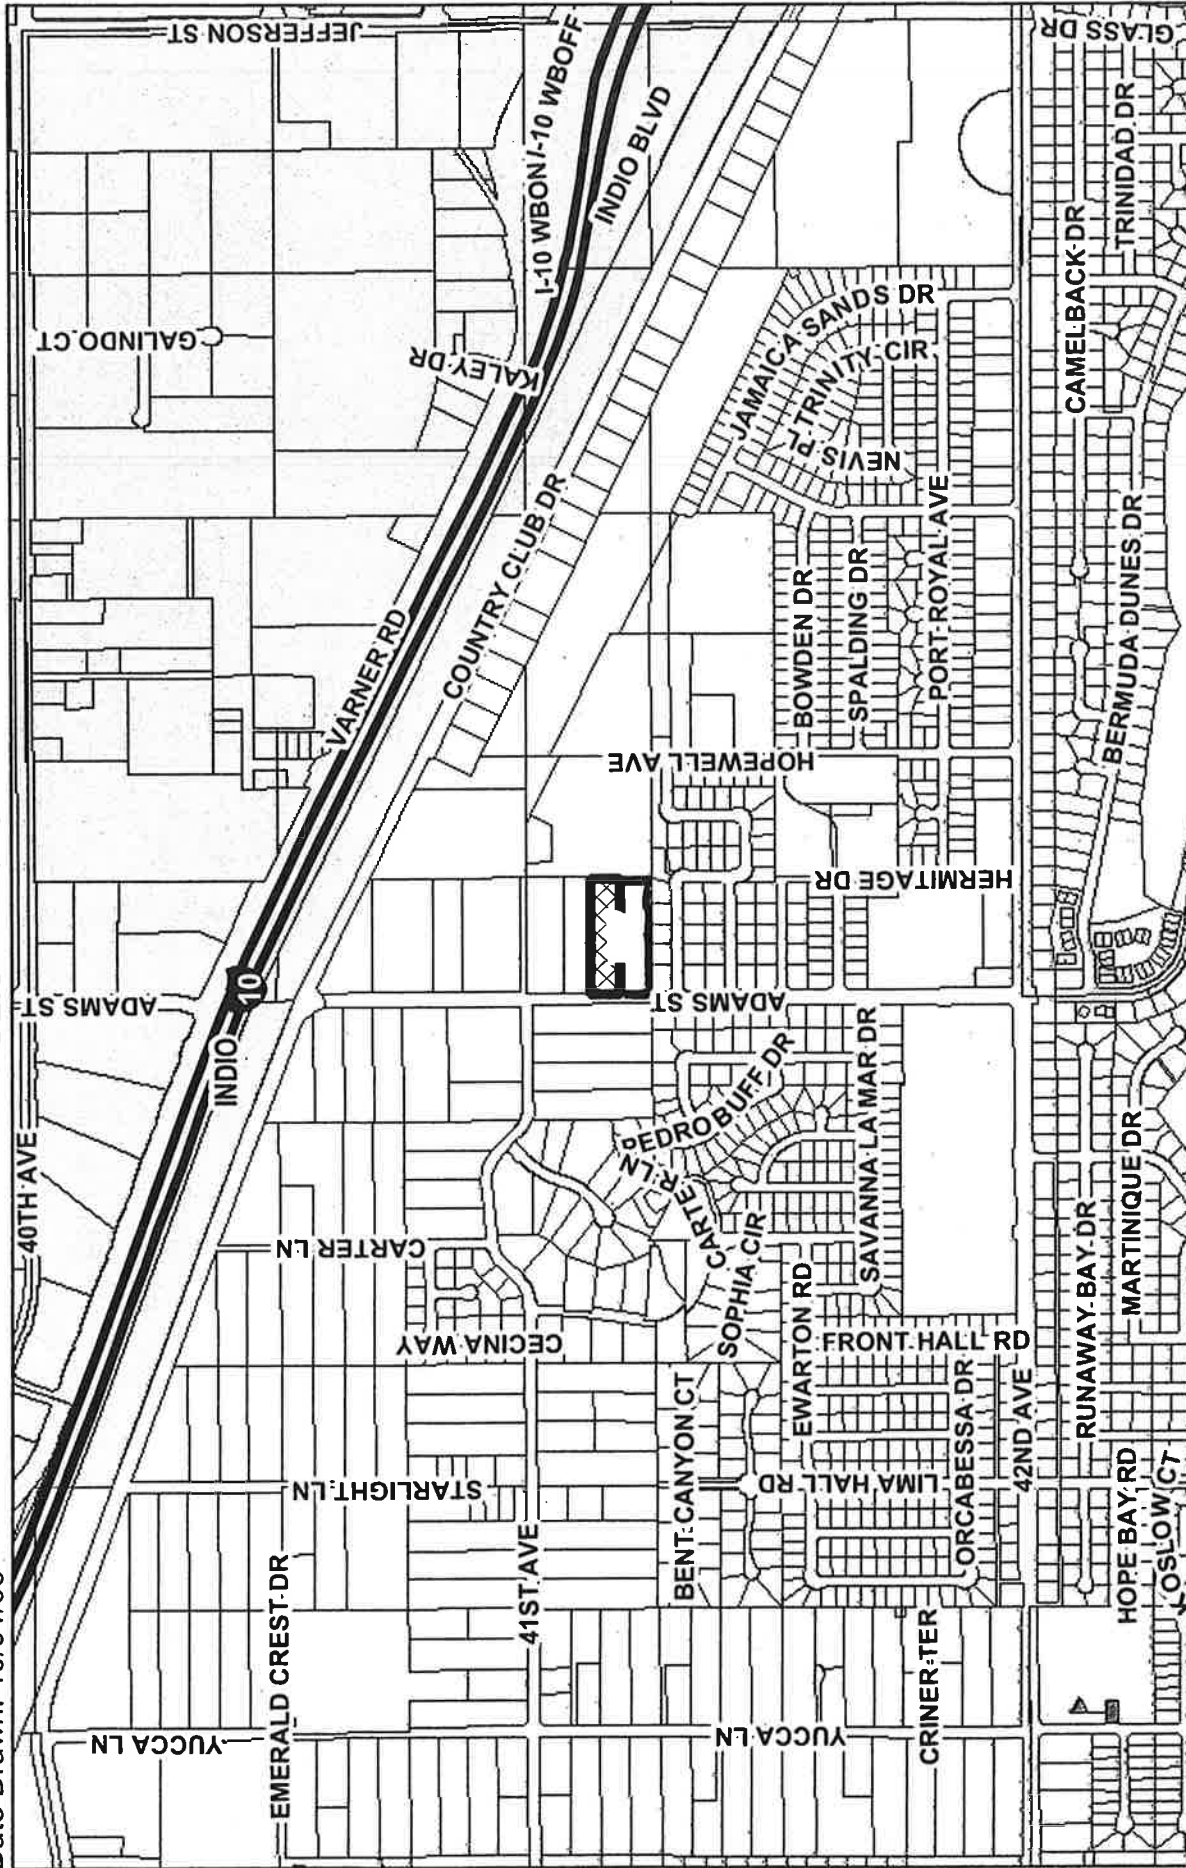 JEFFERSON ST
I-10 WBON/I-10 WBOFF
INDIO BLVD
GLASS DR
TRINIDAD DR
CAMELBACK DR
GALINDO CT
KALEY DR
JAMAICA SANDS DR
TRINITY CIR
NEVIS PL
COUNTRY CLUB DR
VARNER RD
PORT ROYAL AVE
BERMUDA DUNES DR
BOWDEN DR
SPALDING DR
HOPEWELL AVE
HERMITAGE DR
ADAMS ST
10
INDIO
ADAMS ST
40TH AVE
PEDRO BUFF DR
SAVANNA LA MAR DR
CARTER LN
CARTER LN
SOPHIA CIR
MARTINIQUE DR
RUNAWAY BAY DR
CECINA WAY
EWARTON RD
FRONT HALL RD
BENT CANYON CT
ORCABESSA DR
42ND AVE
STARLIGHT LN
LIMA HALL RD
HOPE BAY RD
OSLOW CT
41ST AVE
EMERALD CREST DR
CRINER TER
YUCCA LN
YUCCA LN